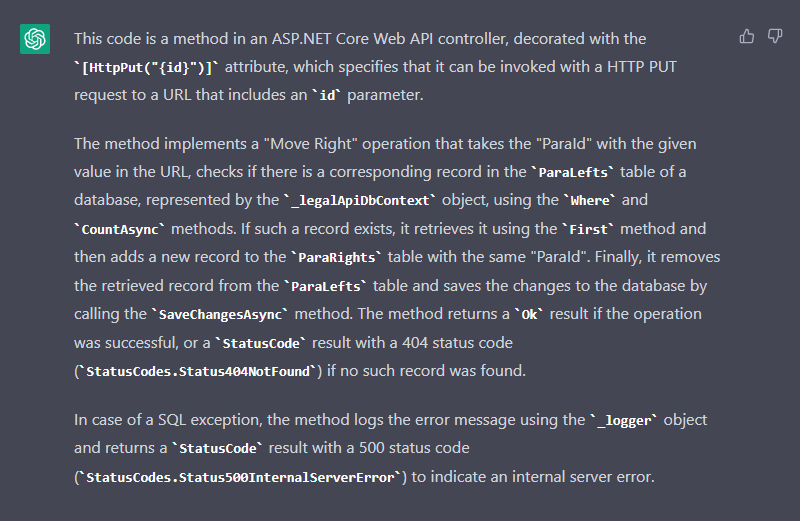 This code is a method in an ASP.NET Core Web API controller, decorated with the
`[HttpPut("{id}")]` attribute, which specifies that it can be invoked with a HTTP PUT
request to a URL that includes an `id` parameter.
The method implements a "Move Right" operation that takes the "ParaId" with the given
value in the URL, checks if there is a corresponding record in the `ParaLefts` table of a
database, represented by the `_legalApiDbContext` object, using the `Where` and
`CountAsync` methods. If such a record exists, it retrieves it using the `First` method and
then adds a new record to the `ParaRights` table with the same "ParaId". Finally, it removes
the retrieved record from the `ParaLefts` table and saves the changes to the database by
calling the `SaveChangesAsync` method. The method returns a `Ok` result if the operation
was successful, or a `StatusCode` result with a 404 status code
(`StatusCodes.Status404NotFound`) if no such record was found.
In case of a SQL exception, the method logs the error message using the `_logger` object
and returns a `StatusCode` result with a 500 status code
(`StatusCodes.Status500InternalServerError`) to indicate an internal server error.